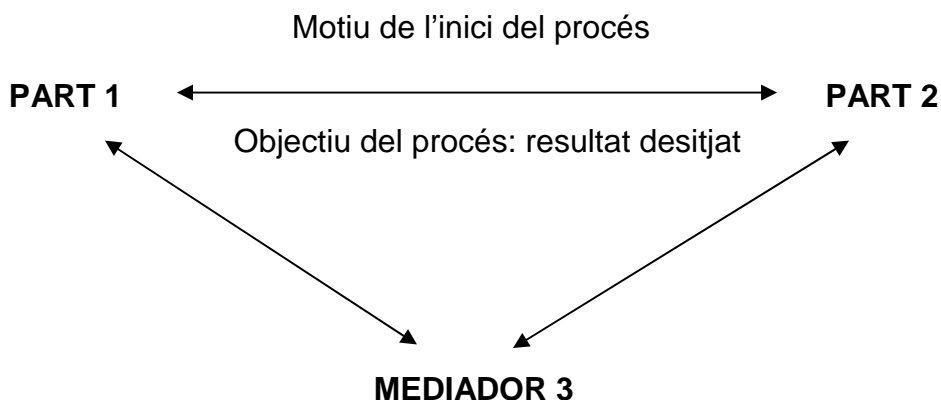 Motiu de l’inici del procés
PART 1
PART 2
Objectiu del procés: resultat desitjat
MEDIADOR 3